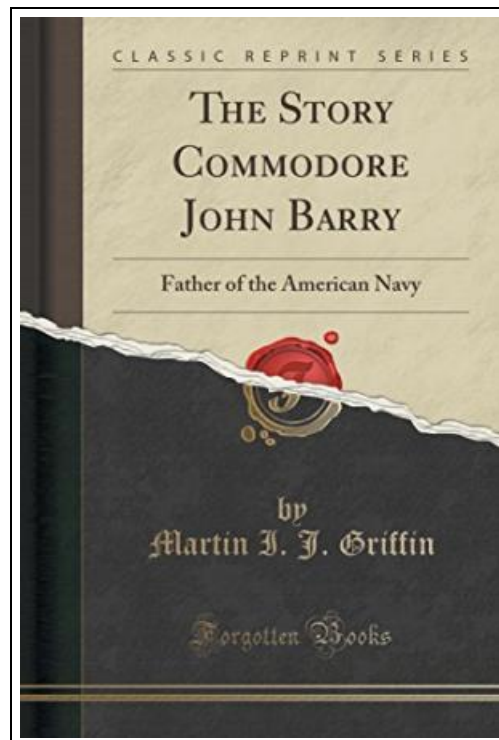 CLASSIC REPRINT SERIES
THE STORY
COMMODORE
JOHN BARRY
Father of the American Navy
F
by
Martin I. J. Griffin
Forgotten Books